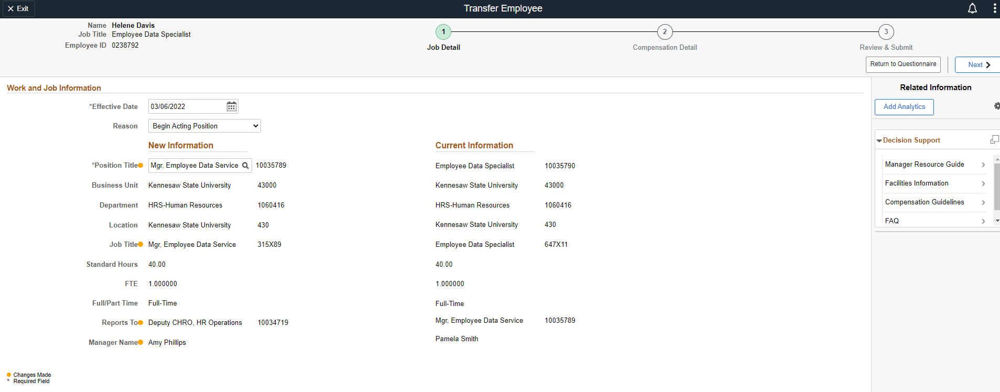 Exit
Transfer Employee
Name Helene Davis
Job Title Employee Data Specialist
Employee ID 0238792
1 2 3
Job Detail Compensation Detail Review & Submit
Return to Questionnaire Next
Work and Job Information
*Effective Date 03/06/2022
Reason Begin Acting Position
New Information Current Information
*Position Title Mgr, Employee Data Service 10035789 Employee Data Specialist 10035790
Business Unit Kennesaw State University 43000 Kennesaw State University 43000
Department HRS-Human Resources 1060416 HRS-Human Resources 1060416
Location Kennesaw State University 430 Kennesaw State University 430
Job Title Mgr, Employee Data Service 315X89 Employee Data Specialist 647X11
Standard Hours 40.00 40.00
FTE 1.000000 1.000000
Full/Part Time Full-Time Full-Time
Reports To Deputy CHRO, HR Operations 10034719 Mgr, Employee Data Service 10035789
Manager Name Amy Phillips Pamela Smith
Changes Made
* Required Field
Related Information
Add Analytics
Decision Support
Manager Resource Guide
Facilities Information
Compensation Guidelines
FAQ